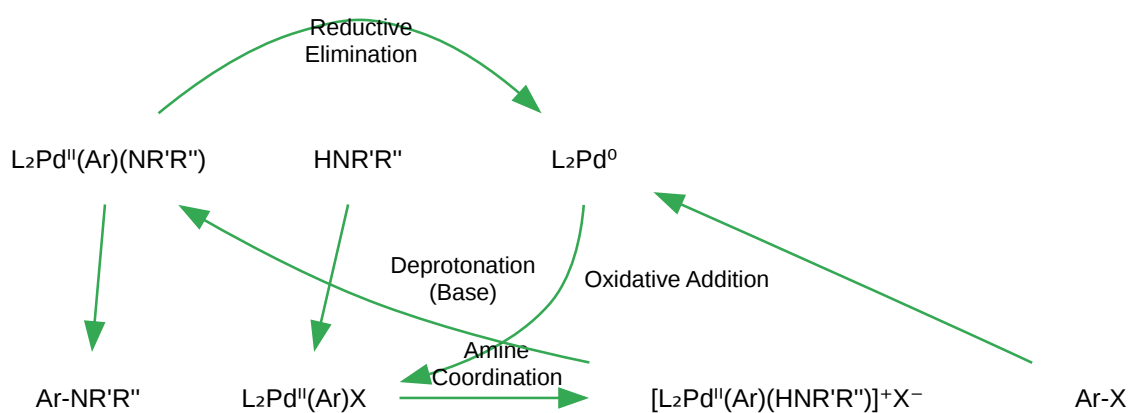 Reductive
Elimination
L₂Pdᴵᴵ(Ar)(NR'R'')
HNR'R''
L₂Pd⁰
Deprotonation
(Base)
Oxidative Addition
Amine
Coordination
Ar-NR'R''
L₂Pdᴵᴵ(Ar)X
[L₂Pdᴵᴵ(Ar)(HNR'R'')]⁺X⁻
Ar-X